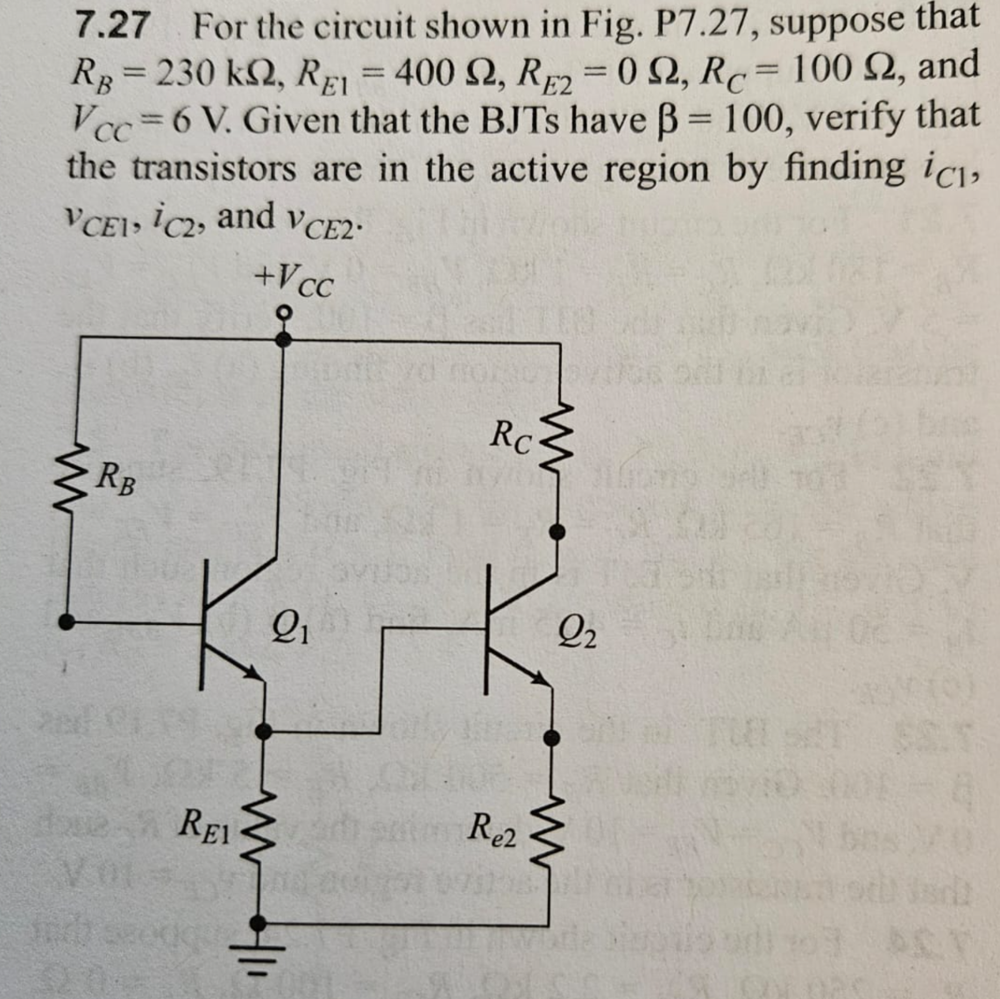 7.27 For the circuit shown in Fig. P7.27, suppose that
R_B = 230 kΩ, R_E1 = 400 Ω, R_E2 = 0 Ω, R_C = 100 Ω, and
V_CC = 6 V. Given that the BJTs have β = 100, verify that
the transistors are in the active region by finding i_C1,
v_CE1, i_C2, and v_CE2.
+V_CC
R_C
R_B
Q_1
Q_2
R_E1
R_e2